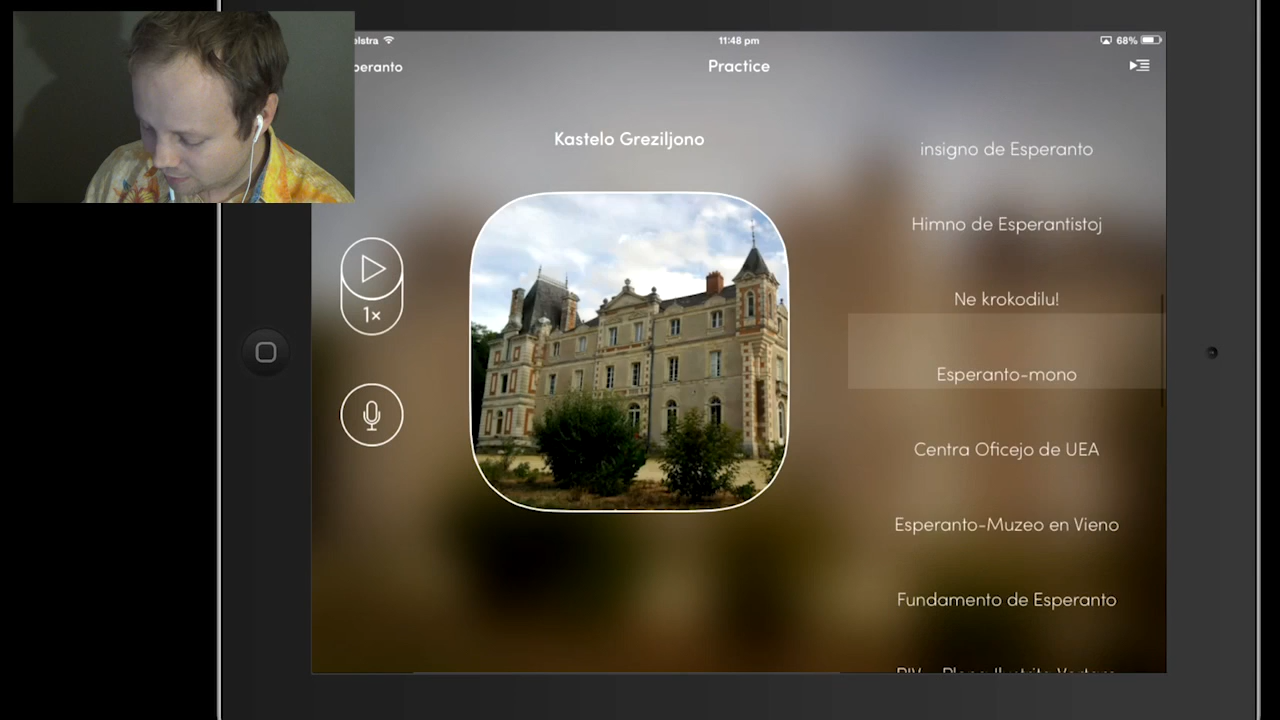 11:48 pm
68%
Practice
Kastelo Greziljono
1x
insigno de Esperanto
Himno de Esperantistoj
Ne krokodilu!
Esperanto-mono
Centra Oficejo de UEA
Esperanto-Muzeo en Vieno
Fundamento de Esperanto